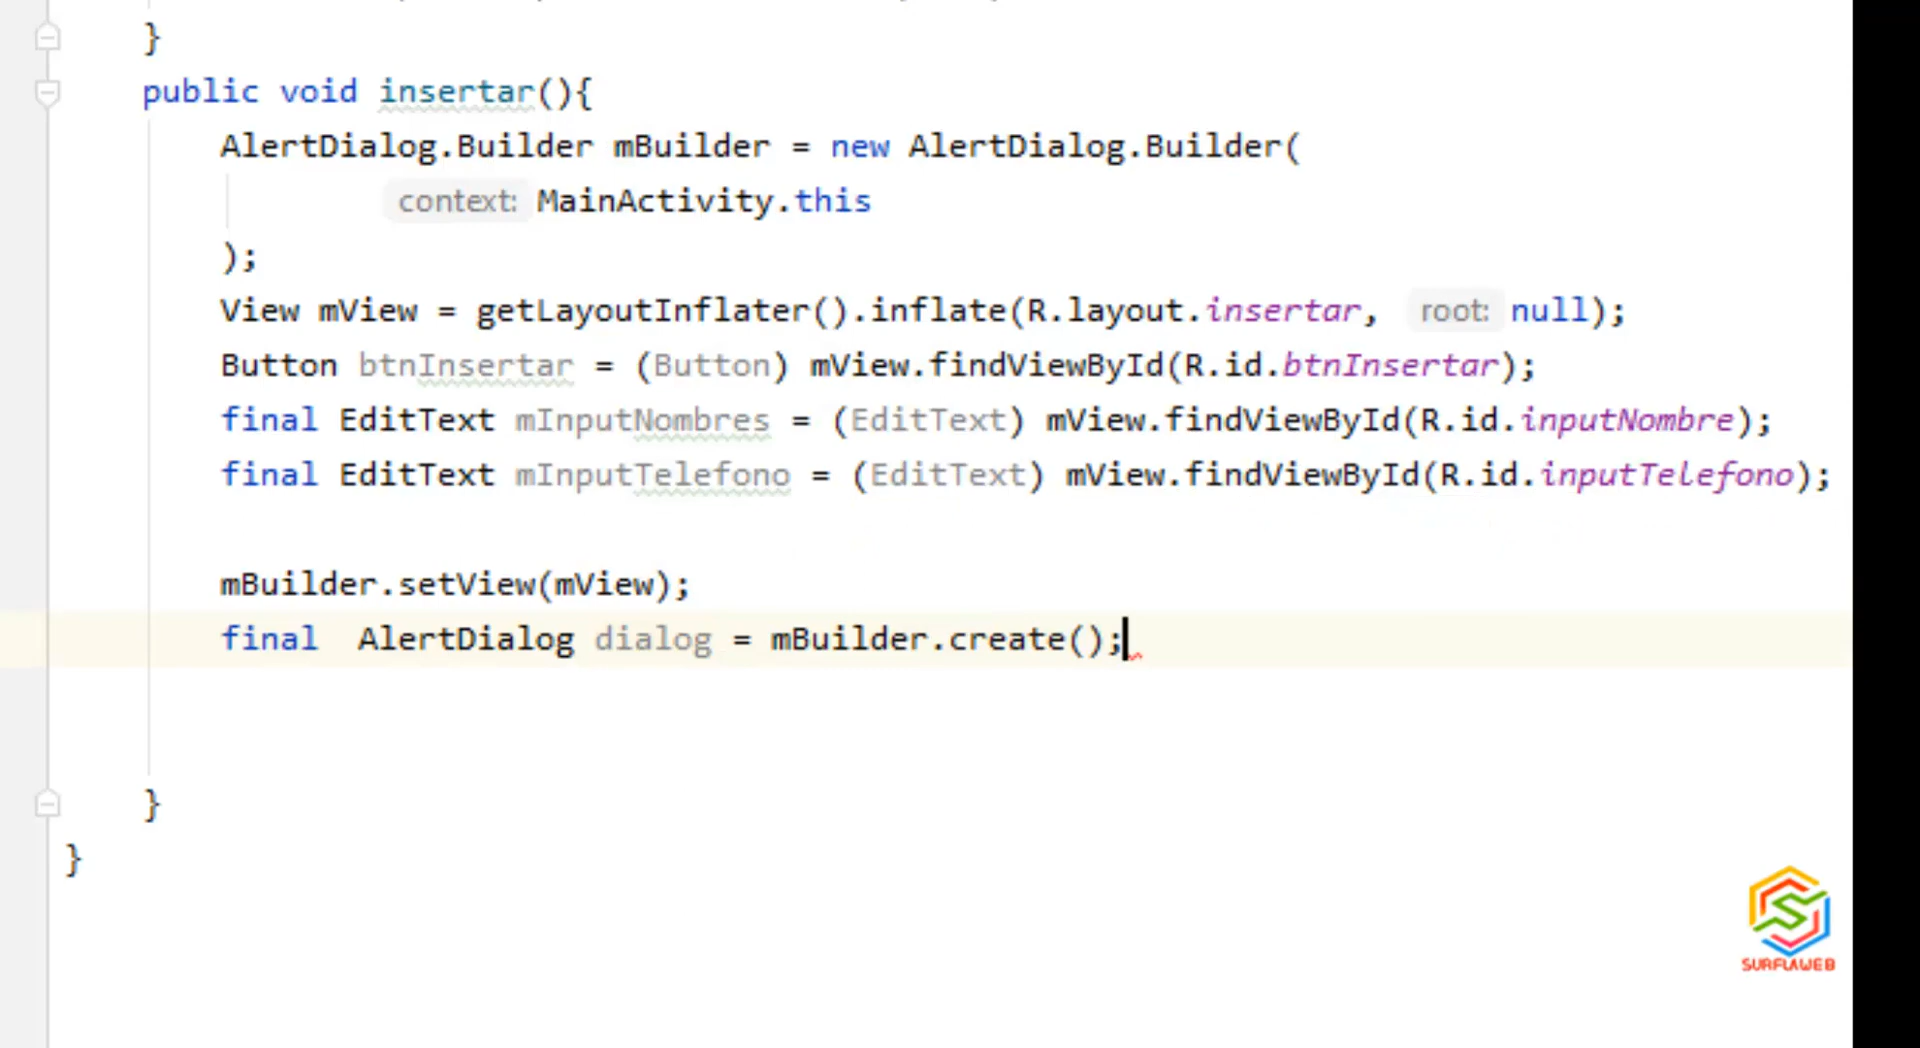 }
public void insertar(){
AlertDialog.Builder mBuilder = new AlertDialog.Builder(
context: MainActivity.this
);
View mView = getLayoutInflater().inflate(R.layout.insertar, root: null);
Button btnInsertar = (Button) mView.findViewById(R.id.btnInsertar);
final EditText mInputNombres = (EditText) mView.findViewById(R.id.inputNombre);
final EditText mInputTelefono = (EditText) mView.findViewById(R.id.inputTelefono);
mBuilder.setView(mView);
final  AlertDialog dialog = mBuilder.create();
}
}
SURFLAWEB